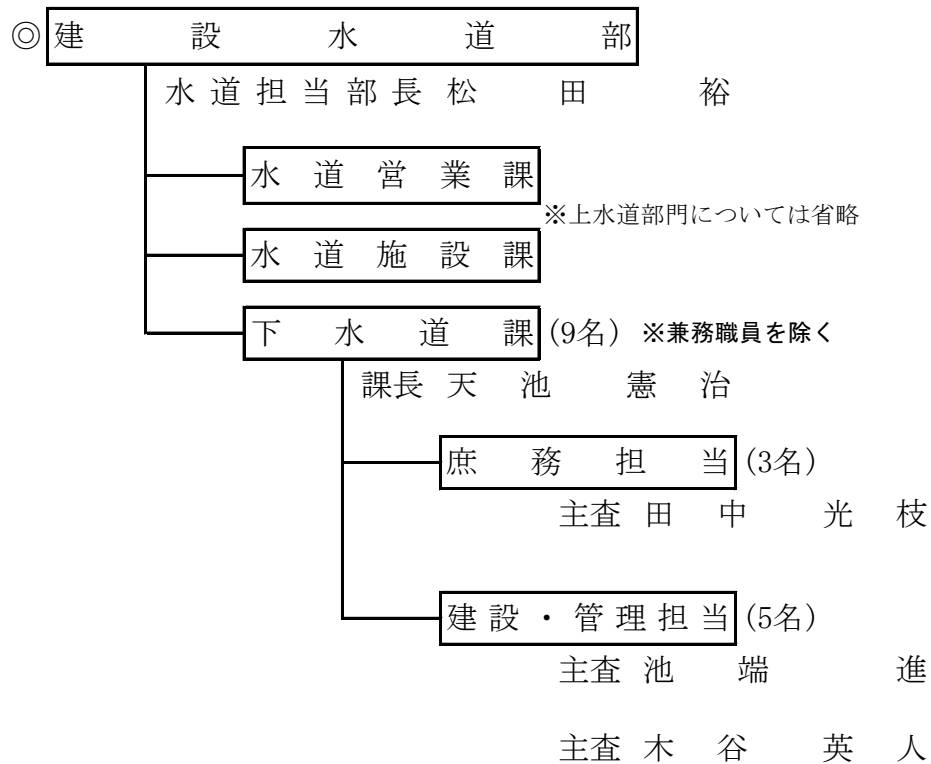 ◎建設水道部
水道担当部長 松田 裕
水道営業課
※上水道部門については省略
水道施設課
下水道課 (9名) ※兼務職員を除く
課長 天池 憲治
庶務担当 (3名)
主査 田中 光枝
建設・管理担当 (5名)
主査 池端 進
主査 木谷 英人